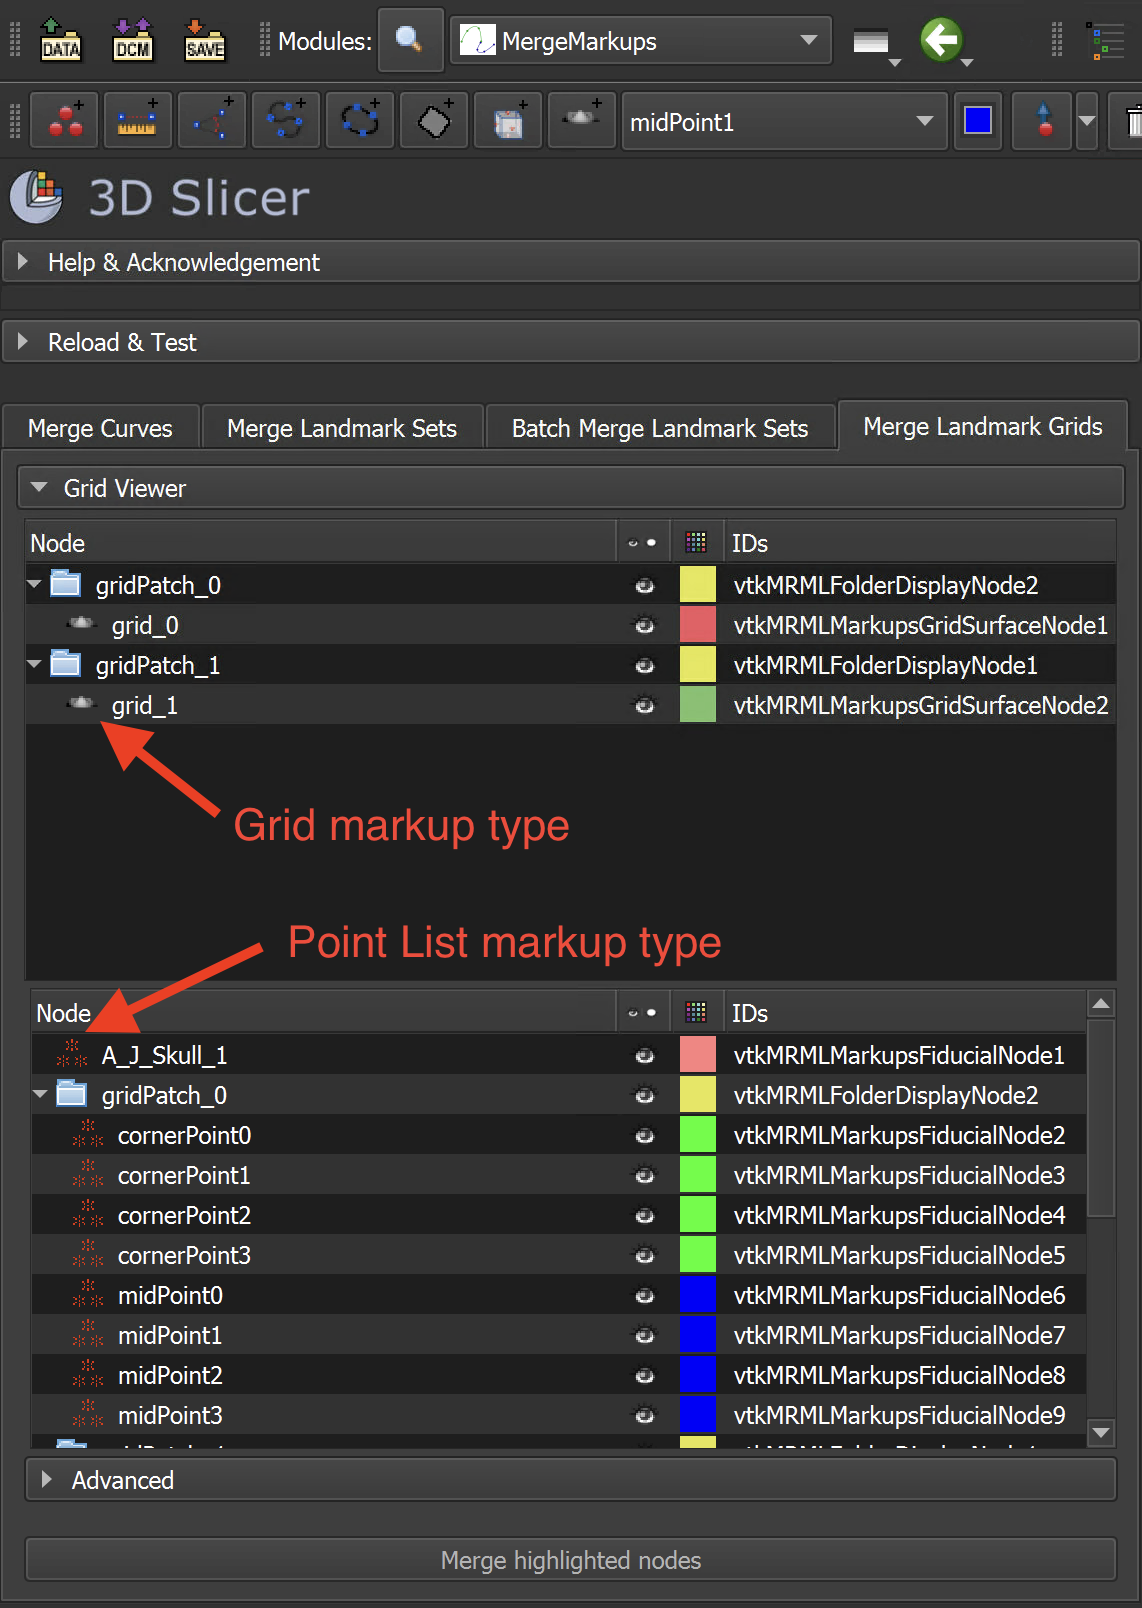 DATA DCM SAVE Modules: MergeMarkups
midPoint1
3D Slicer
Help & Acknowledgement
Reload & Test
Merge Curves Merge Landmark Sets Batch Merge Landmark Sets Merge Landmark Grids
Grid Viewer
Node IDs
gridPatch_0 vtkMRMLFolderDisplayNode2
grid_0 vtkMRMLMarkupsGridSurfaceNode1
gridPatch_1 vtkMRMLFolderDisplayNode1
grid_1 vtkMRMLMarkupsGridSurfaceNode2
Grid markup type
Point List markup type
Node IDs
A_J_Skull_1 vtkMRMLMarkupsFiducialNode1
gridPatch_0 vtkMRMLFolderDisplayNode2
cornerPoint0 vtkMRMLMarkupsFiducialNode2
cornerPoint1 vtkMRMLMarkupsFiducialNode3
cornerPoint2 vtkMRMLMarkupsFiducialNode4
cornerPoint3 vtkMRMLMarkupsFiducialNode5
midPoint0 vtkMRMLMarkupsFiducialNode6
midPoint1 vtkMRMLMarkupsFiducialNode7
midPoint2 vtkMRMLMarkupsFiducialNode8
midPoint3 vtkMRMLMarkupsFiducialNode9
Advanced
Merge highlighted nodes